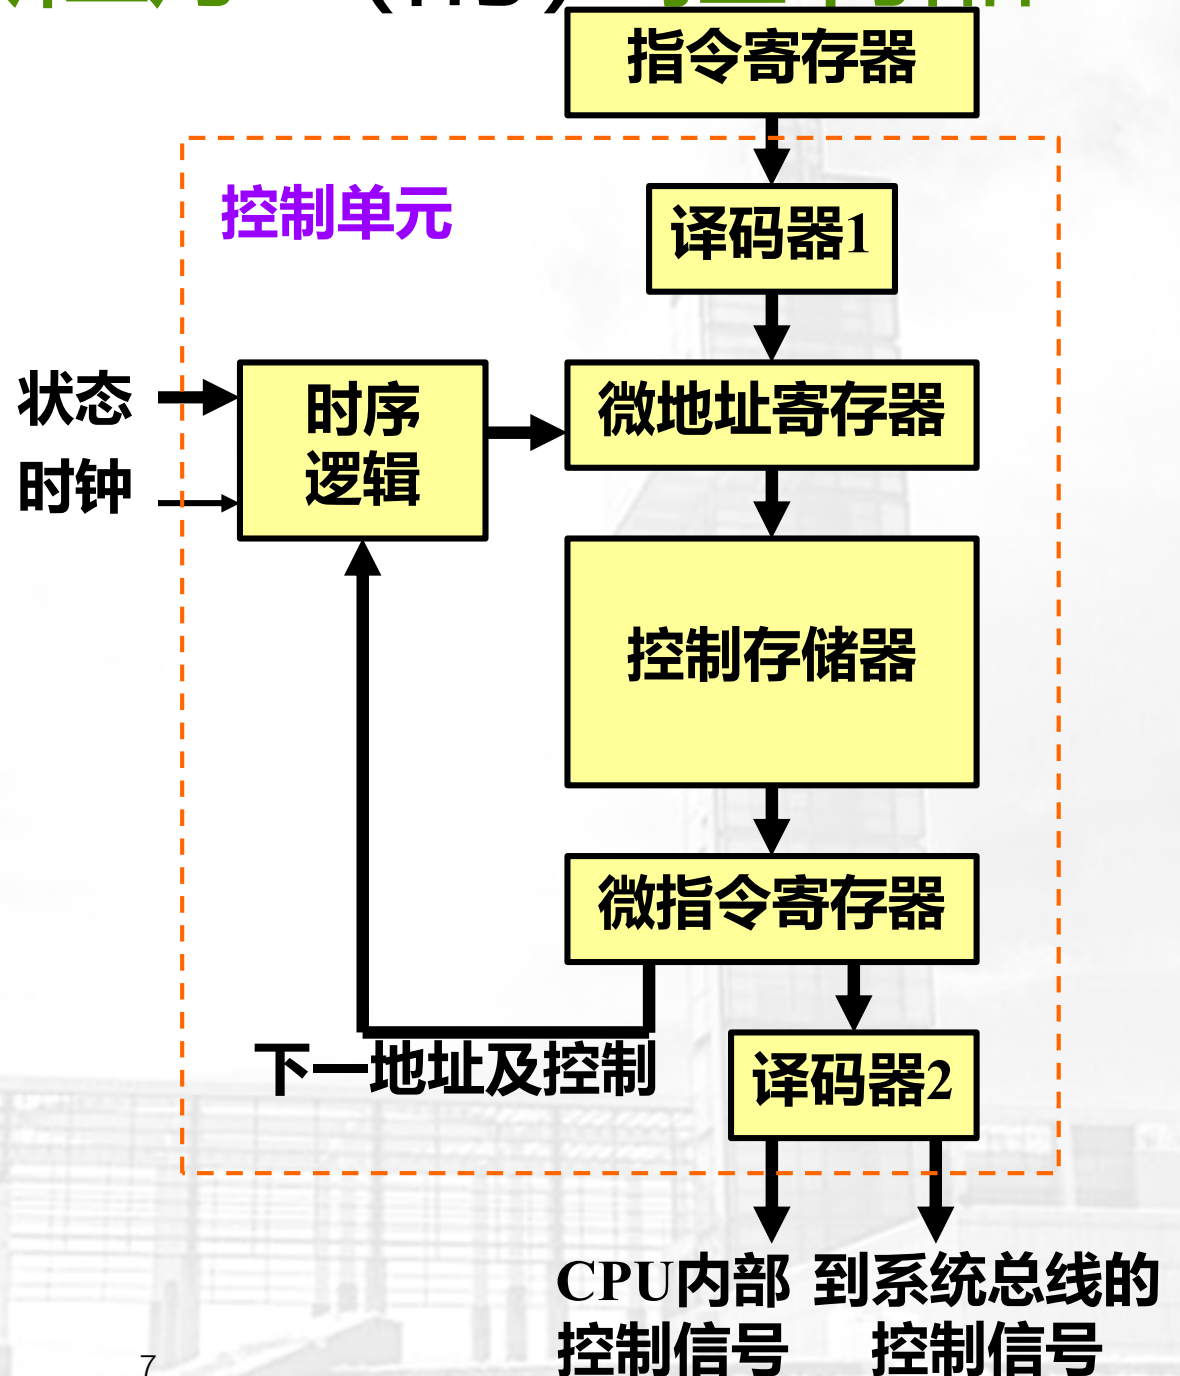 指令寄存器
控制单元
译码器1
状态
时钟
时序
逻辑
微地址寄存器
控制存储器
微指令寄存器
下一地址及控制
译码器2
CPU内部
控制信号
到系统总线的
控制信号
7